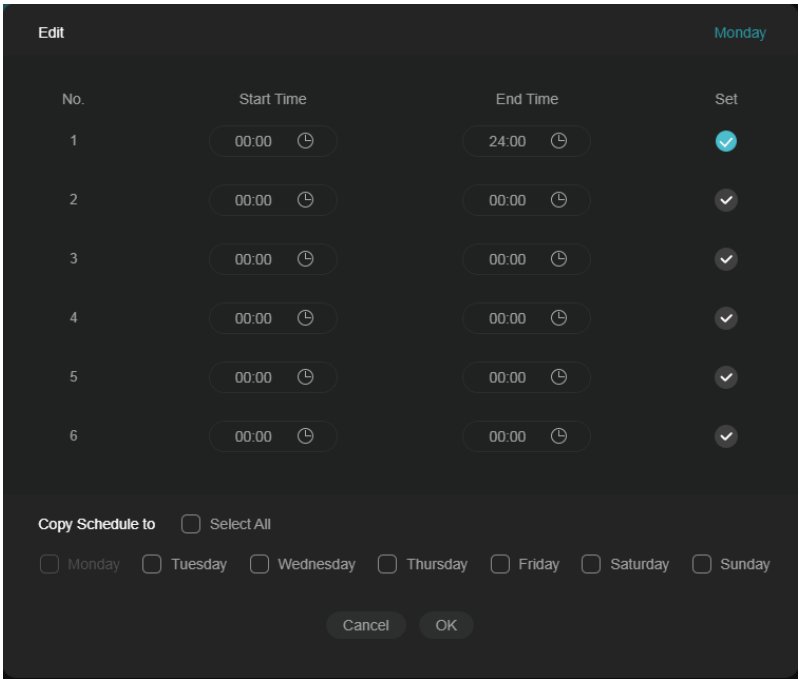 Edit Monday
No. Start Time End Time Set
1 00:00 24:00
2 00:00 00:00
3 00:00 00:00
4 00:00 00:00
5 00:00 00:00
6 00:00 00:00
Copy Schedule to Select All
Monday Tuesday Wednesday Thursday Friday Saturday Sunday
Cancel OK